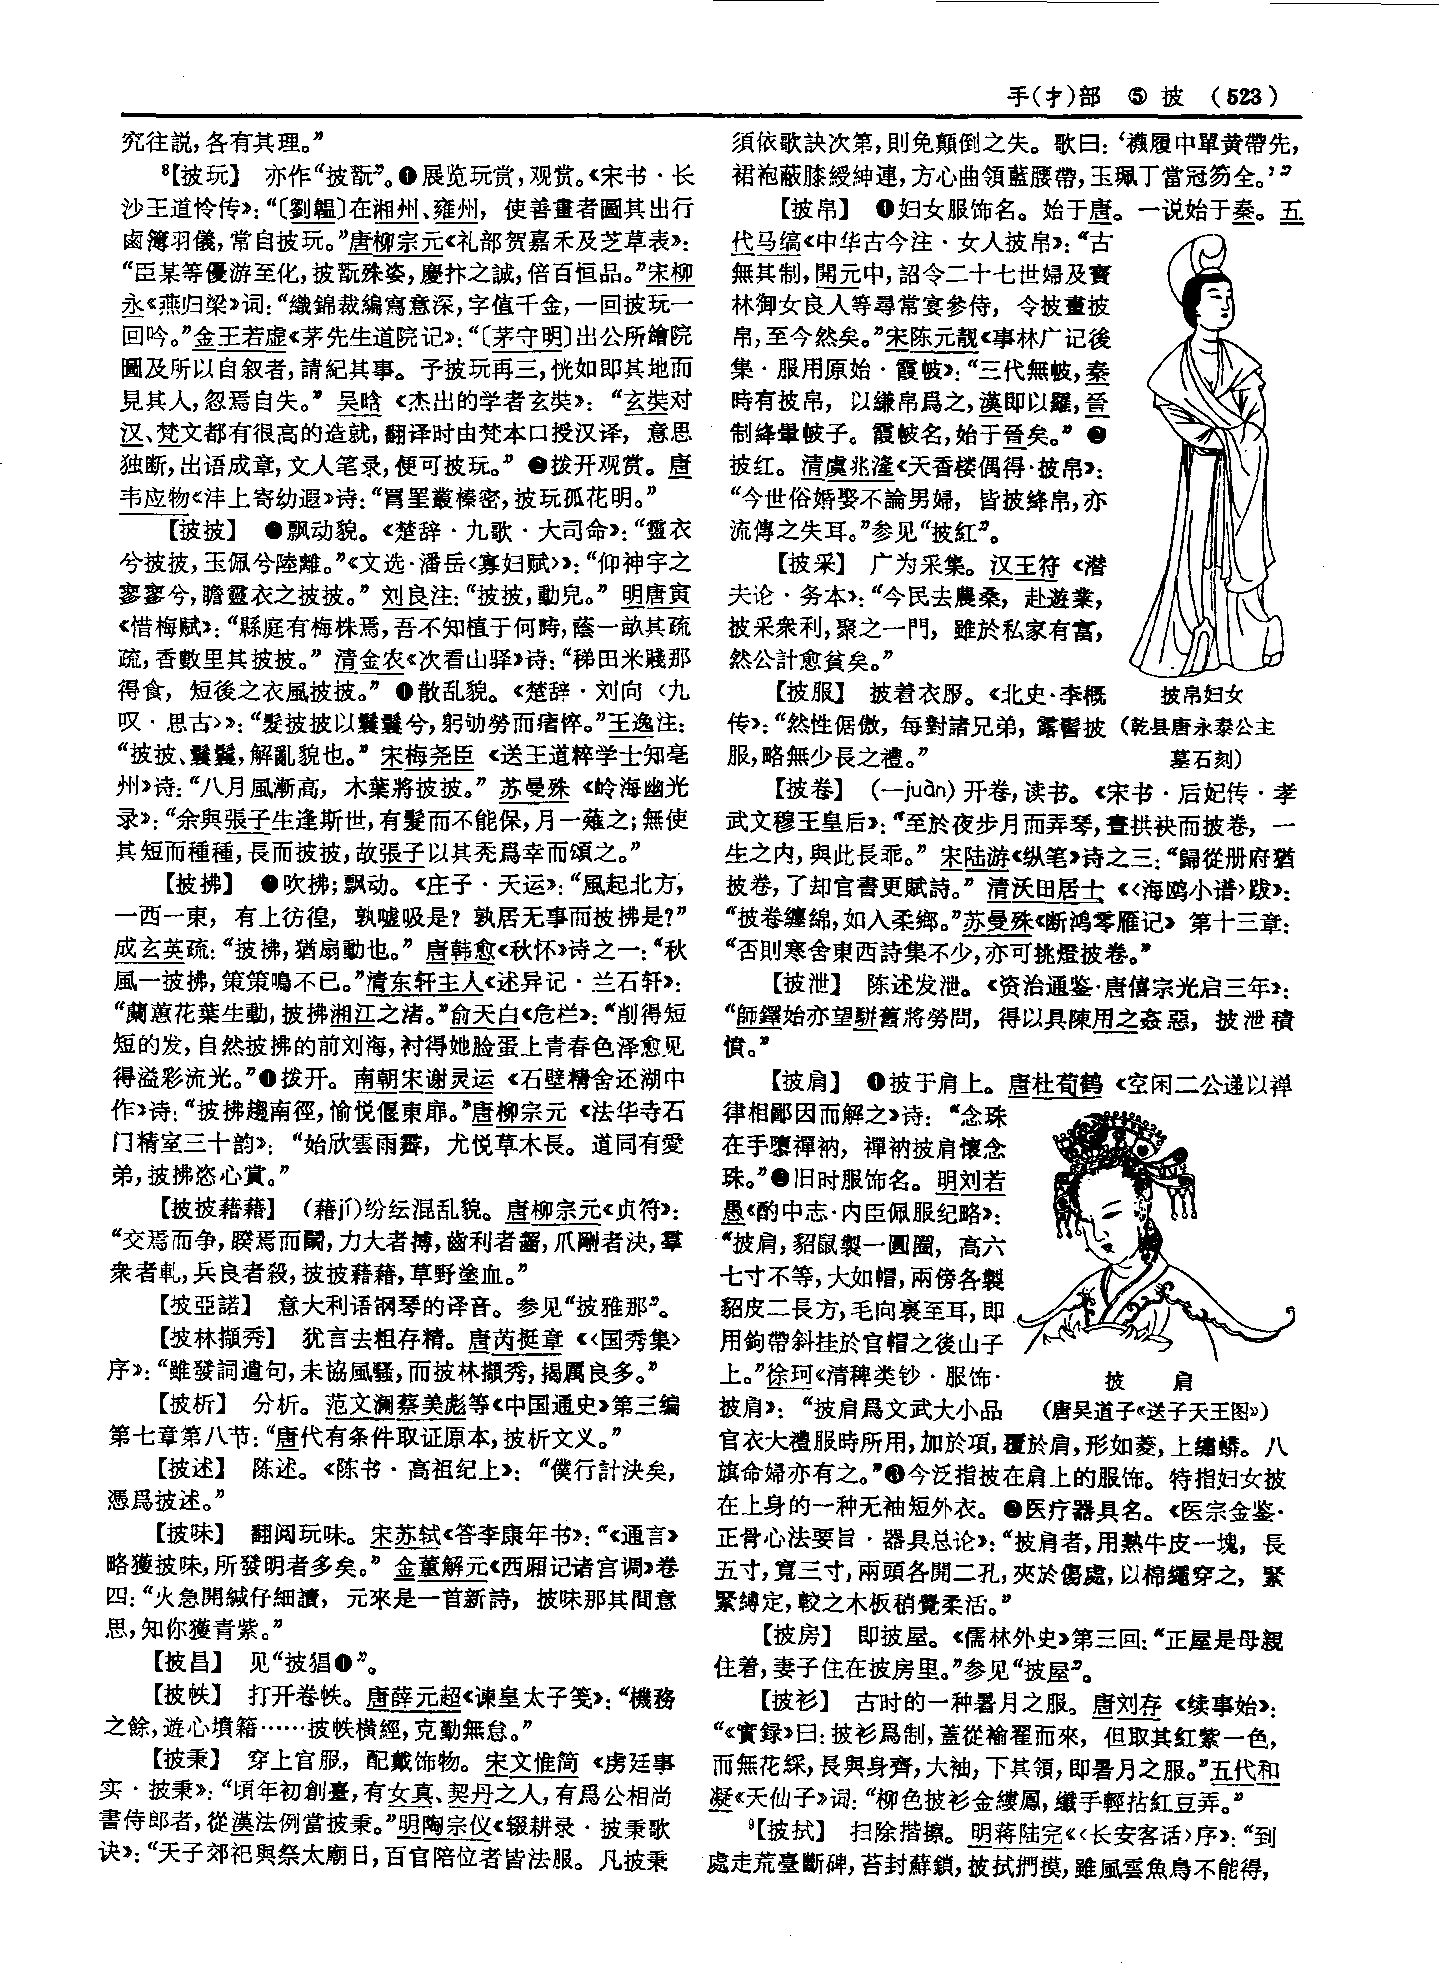 手(扌)部 ⑤ 披 (523)
究往説,各有其理。”
⁸【披玩】 亦作“披翫”。❶展览玩赏,观赏。《宋书·长
沙王道怜传》:“〔劉韞〕在湘州、雍州, 使善畫者圖其出行
鹵簿羽儀,常自披玩。”唐柳宗元《礼部贺嘉禾及芝草表》:
“臣某等優游至化,披翫殊姿,慶抃之誠,倍百恒品。”宋柳
永《燕归梁》词:“織錦裁編寫意深,字值千金,一回披玩一
回吟。”金王若虚《茅先生道院记》:“〔茅守明〕出公所繪院
圖及所以自叙者,請紀其事。予披玩再三,恍如即其地而
見其人,忽焉自失。” 吴晗《杰出的学者玄奘》: “玄奘对
汉、梵文都有很高的造就,翻译时由梵本口授汉译, 意思
独断,出语成章,文人笔录,便可披玩。” ❷拨开观赏。唐
韦应物《沣上寄幼遐》诗:“罥罣叢榛密,披玩孤花明。”
【披披】 ❶飘动貌。《楚辞·九歌·大司命》:“靈衣
兮披披,玉佩兮陸離。”《文选·潘岳〈寡妇赋〉》:“仰神宇之
寥寥兮,瞻靈衣之披披。” 刘良注:“披披,動皃。” 明唐寅
《惜梅赋》:“縣庭有梅株焉,吾不知植于何時,蔭一畝其疏
疏,香數里其披披。” 清金农《次看山驿》诗:“稊田米賤那
得食, 短後之衣風披披。” ❶散乱貌。《楚辞·刘向〈九
叹·思古〉》:“髮披披以鬤鬤兮,躬劬勞而瘏悴。”王逸注:
“披披、鬤鬤,解亂貌也。” 宋梅尧臣《送王道粹学士知亳
州》诗:“八月風漸高, 木葉將披披。” 苏曼殊《岭海幽光
录》:“余與張子生逢斯世,有髮而不能保,月一薙之;無使
其短而種種,長而披披,故張子以其秃爲幸而頌之。”
【披拂】 ❶吹拂;飘动。《庄子·天运》:“風起北方,
一西一東, 有上彷徨, 孰嘘吸是? 孰居无事而披拂是?”
成玄英疏:“披拂,猶扇動也。” 唐韩愈《秋怀》诗之一:“秋
風一披拂,策策鳴不已。”清东轩主人《述异记·兰石轩》:
“蘭蕙花葉生動,披拂湘江之渚。”俞天白《危栏》:“削得短
短的发,自然披拂的前刘海,衬得她脸蛋上青春色泽愈见
得溢彩流光。”❶拨开。 南朝宋谢灵运《石壁精舍还湖中
作》诗:“披拂趨南徑,愉悦偃東扉。”唐柳宗元《法华寺石
门精室三十韵》: “始欣雲雨霽, 尤悦草木長。 道同有愛
弟,披拂恣心賞。”
【披披藉藉】 (藉jí)纷纭混乱貌。唐柳宗元《贞符》:
“交焉而争,睽焉而鬭,力大者搏,齒利者齧,爪剛者决,羣
衆者軋,兵良者殺,披披藉藉,草野塗血。”
【披亞諾】 意大利语钢琴的译音。参见“披雅那”。
【披林擷秀】 犹言去粗存精。唐芮挺章《〈国秀集〉
序》:“雖發詞遣句,未協風騷,而披林擷秀,揭厲良多。”
【披析】 分析。范文澜蔡美彪等《中国通史》第三编
第七章第八节:“唐代有条件取证原本,披析文义。”
【披述】 陈述。《陈书·高祖纪上》: “僕行計決矣,
憑爲披述。”
【披味】 翻阅玩味。宋苏轼《答李康年书》:“《通言》
略獲披味,所發明者多矣。” 金董解元《西厢记诸宫调》卷
四:“火急開緘仔細讀, 元來是一首新詩, 披味那其間意
思,知你獲青紫。”
【披昌】 见“披猖❶”。
【披帙】 打开卷帙。唐薛元超《谏皇太子笺》:“機務
之餘,遊心墳籍……披帙横經,克勤無怠。”
【披秉】 穿上官服, 配戴饰物。宋文惟简《虏廷事
实·披秉》:“頃年初創臺,有女真、契丹之人,有爲公相尚
書侍郎者,從漢法例當披秉。”明陶宗仪《辍耕录·披秉歌
诀》:“天子郊祀與祭太廟日,百官陪位者皆法服。凡披秉
須依歌訣次第,則免顛倒之失。歌曰:‘襪履中單黄帶先,
裙袍蔽膝綬紳連,方心曲領藍腰帶,玉珮丁當冠笏全。’”
【披帛】 ❶妇女服饰名。始于唐。一说始于秦。五
代马缟《中华古今注·女人披帛》:“古
無其制,開元中,詔令二十七世婦及寳
林御女良人等尋常宴參侍, 令披畫披
帛,至今然矣。”宋陈元靓《事林广记後
集·服用原始·霞帔》:“三代無帔,秦
時有披帛, 以縑帛爲之,漢即以羅,晉
制絳暈帔子。霞帔名,始于晉矣。” ❷
披红。清虞兆湰《天香楼偶得·披帛》:
“今世俗婚娶不論男婦, 皆披絳帛,亦
流傳之失耳。”参见“披紅”。
【披采】 广为采集。汉王符《潜
夫论·务本》:“今民去農桑, 赴遊業,
披采衆利,聚之一門, 雖於私家有富,
然公計愈貧矣。”
披帛妇女
(乾县唐永泰公主
墓石刻)
【披服】 披着衣服。《北史·李概
传》:“然性倨傲, 每對諸兄弟, 露髻披
服,略無少長之禮。”
【披卷】 (—juàn)开卷,读书。《宋书·后妃传·孝
武文穆王皇后》:“至於夜步月而弄琴,晝拱袂而披卷, 一
生之内,與此長乖。” 宋陆游《纵笔》诗之三:“歸從册府猶
披卷,了却官書更賦詩。” 清沃田居士《〈海鸥小谱〉跋》:
“披卷纏綿,如入柔鄉。”苏曼殊《断鸿零雁记》第十三章:
“否則寒舍東西詩集不少,亦可挑燈披卷。”
【披泄】 陈述发泄。《资治通鉴·唐僖宗光启三年》:
“師鐸始亦望駢舊將勞問, 得以具陳用之姦惡, 披泄積
憤。”
【披肩】 ❶披于肩上。唐杜荀鹤《空闲二公递以禅
律相鄙因而解之》诗: “念珠
在手隳禪衲, 禪衲披肩懷念
珠。”❷旧时服饰名。明刘若
愚《酌中志·内臣佩服纪略》:
“披肩,貂鼠製一圓圈, 高六
七寸不等,大如帽,兩傍各製
貂皮二長方,毛向裏至耳,即
用鉤帶斜挂於官帽之後山子
上。”徐珂《清稗类钞·服饰·
披肩》: “披肩爲文武大小品
披 肩
(唐吴道子《送子天王图》)
官衣大禮服時所用,加於項,覆於肩,形如菱,上繡蟒。八
旗命婦亦有之。”❸今泛指披在肩上的服饰。特指妇女披
在上身的一种无袖短外衣。❷医疗器具名。《医宗金鉴·
正骨心法要旨·器具总论》:“披肩者,用熟牛皮一塊, 長
五寸,寬三寸,兩頭各開二孔,夾於傷處,以棉繩穿之, 緊
緊縛定,較之木板稍覺柔活。”
【披房】 即披屋。《儒林外史》第三回:“正屋是母親
住着,妻子住在披房里。”参见“披屋”。
【披衫】 古时的一种暑月之服。唐刘存《续事始》:
“《實録》曰:披衫爲制,蓋從褕翟而來, 但取其紅紫一色,
而無花綵,長與身齊,大袖,下其領,即暑月之服。”五代和
凝《天仙子》词:“柳色披衫金縷鳳,纖手輕拈紅豆弄。”
⁹【披拭】 扫除揩擦。明蒋陆完《〈长安客话〉序》:“到
處走荒臺斷碑,苔封蘚鎖,披拭捫摸,雖風雲魚鳥不能得,